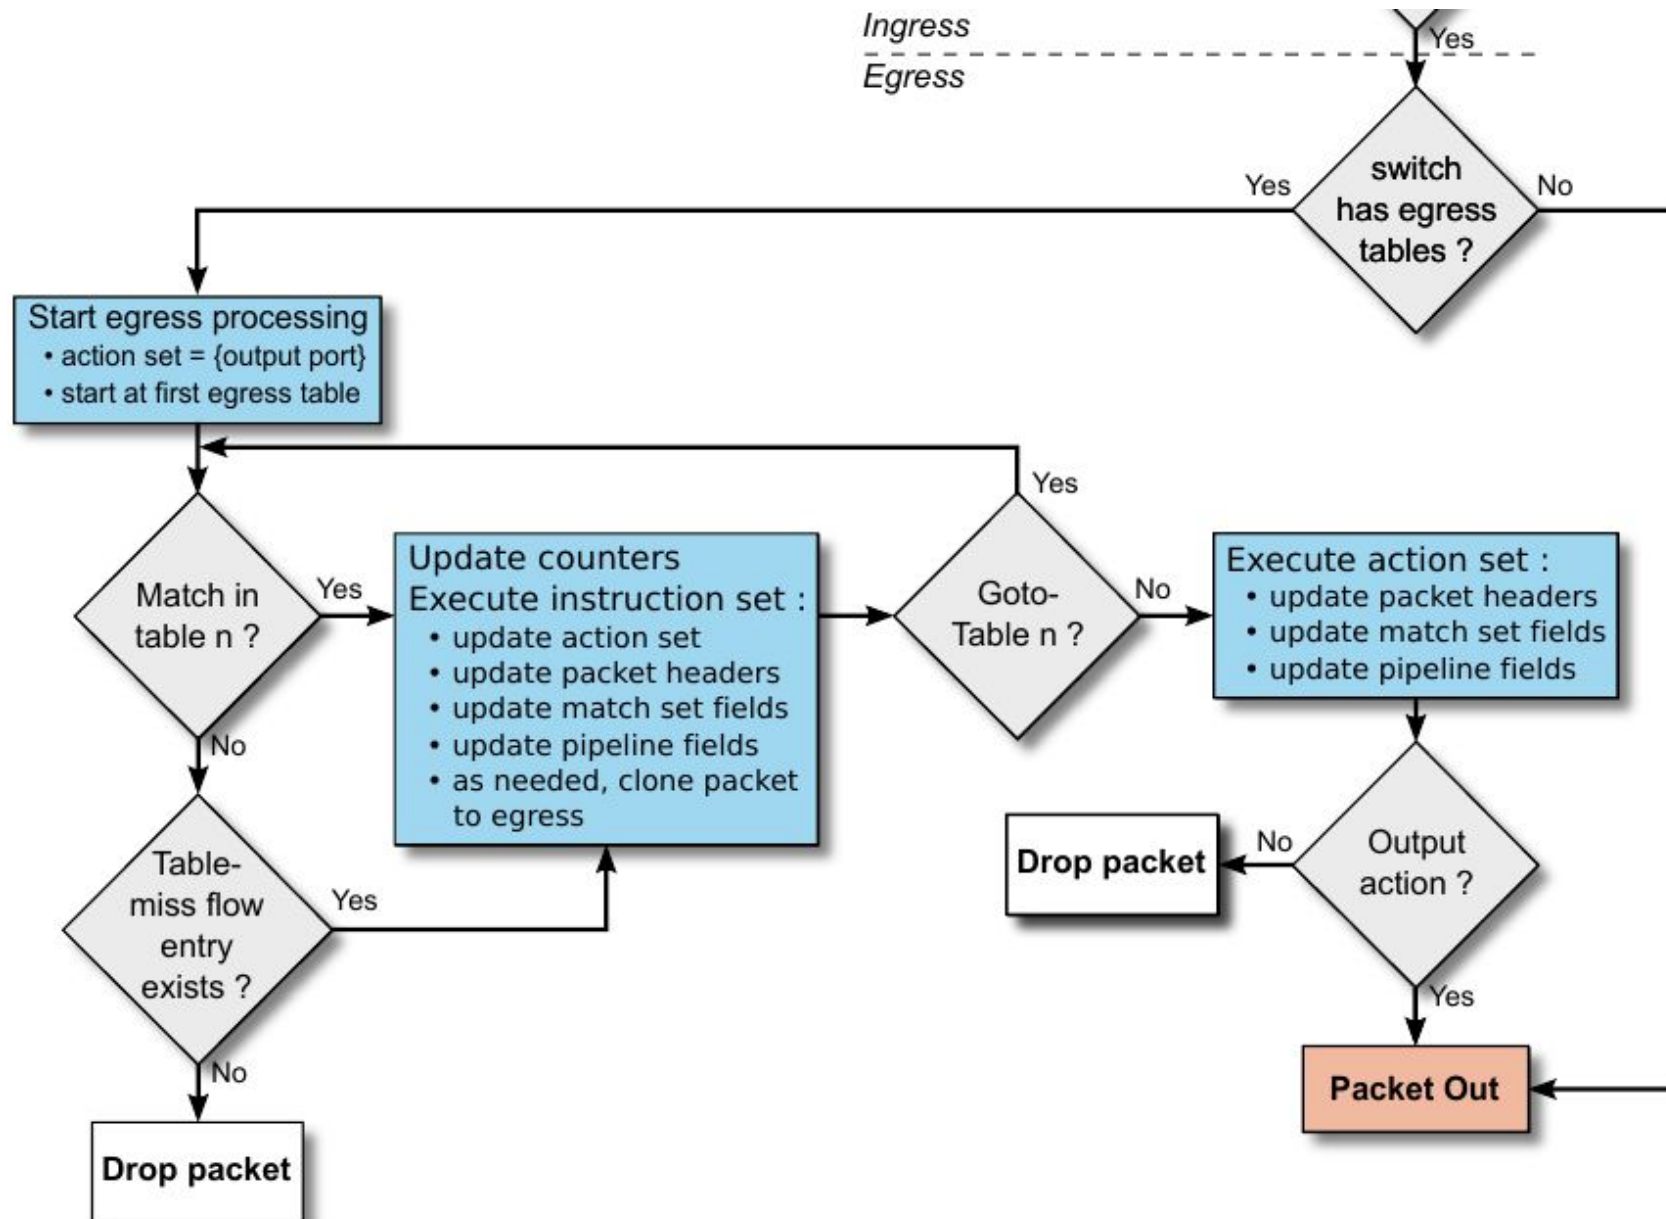 Ingress
Yes
Egress
switch
has egress
tables ?
Yes
No
Start egress processing
• action set = {output port}
• start at first egress table
Yes
Match in
table n ?
Yes
Update counters
Execute instruction set :
• update action set
• update packet headers
• update match set fields
• update pipeline fields
• as needed, clone packet
to egress
Goto-
Table n ?
No
Execute action set :
• update packet headers
• update match set fields
• update pipeline fields
No
Table-
miss flow
entry
exists ?
Yes
Drop packet
No
Output
action ?
Yes
No
Packet Out
Drop packet